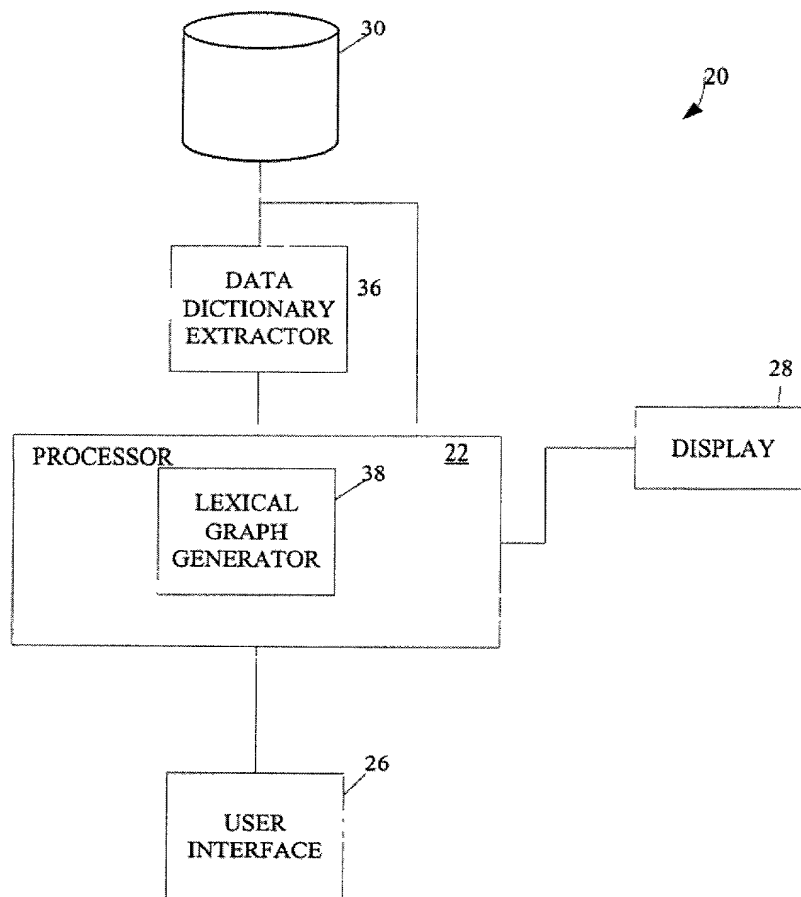 30
20
DATA
DICTIONARY
EXTRACTOR
36
28
DISPLAY
PROCESSOR
22
38
LEXICAL
GRAPH
GENERATOR
26
USER
INTERFACE